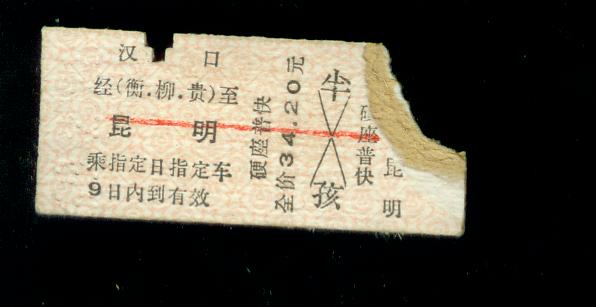 汉口
经(衡.柳.贵)至
昆明
乘指定日指定车
9日内到有效
硬座普快
全价34.20元
半
孩
座普快
昆明